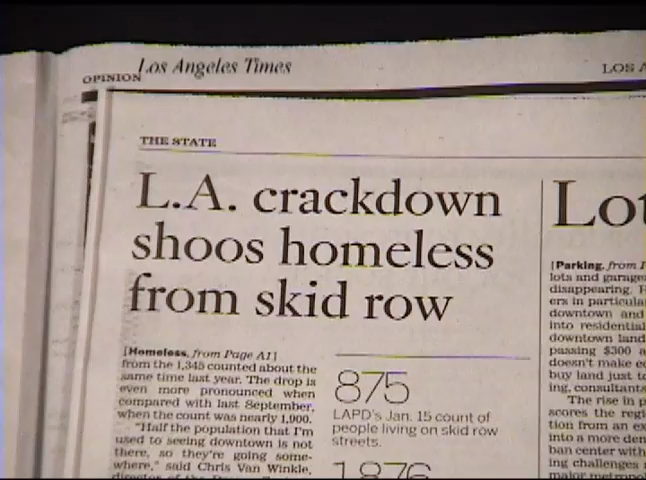 OPINION
Los Angeles Times
LOS A
THE STATE
L.A. crackdown
shoos homeless
from skid row
[Homeless, from Page A1]
from the 1,345 counted about the
same time last year. The drop is
even more pronounced when
compared with last September,
when the count was nearly 1,900.
"Half the population that I'm
used to seeing downtown is not
there, so they're going some-
where," said Chris Van Winkle,
875
LAPD's Jan. 15 count of
people living on skid row
streets.
1,876
Lot
[Parking, from
lots and garage
disappearing.
ers in particula
downtown and
into residential
downtown land
passing $300 a
doesn't make e
buy land just t
ing, consultants
The rise in p
scores the regi
tion from an ex
into a more den
ban center with
ing challenges
major metropol